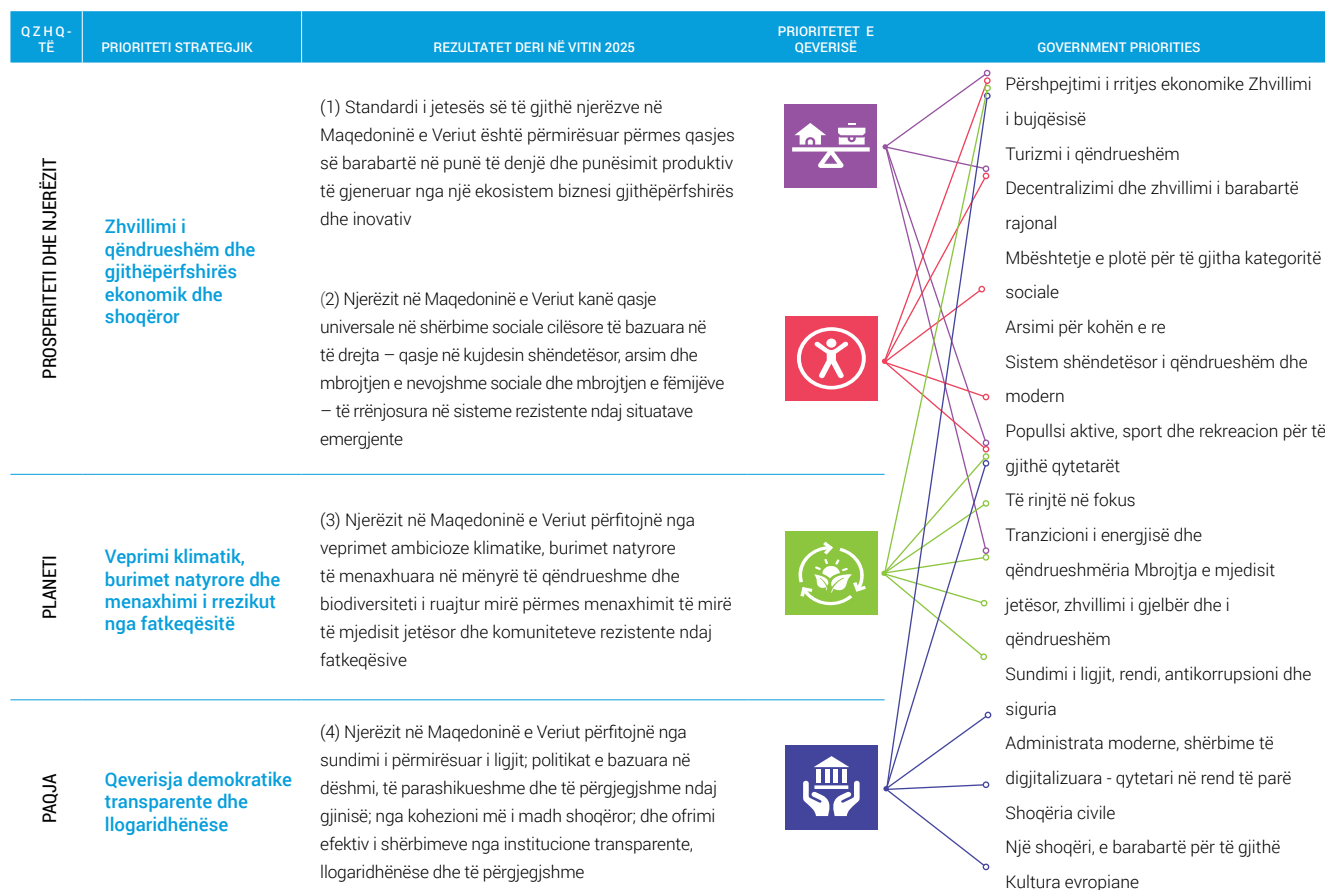 QZHQ-
TË
PRIORITETI STRATEGJIK
REZULTATET DERI NË VITIN 2025
PRIORITETET E
QEVERISË
GOVERNMENT PRIORITIES
PROSPERITETI DHE NJERËZIT
Zhvillimi i
qëndrueshëm dhe
gjithëpërfshirës
ekonomik dhe
shoqëror
(1) Standardi i jetesës së të gjithë njerëzve në
Maqedoninë e Veriut është përmirësuar përmes qasjes
së barabartë në punë të denjë dhe punësimit produktiv
të gjeneruar nga një ekosistem biznesi gjithëpërfshirës
dhe inovativ
(2) Njerëzit në Maqedoninë e Veriut kanë qasje
universale në shërbime sociale cilësore të bazuara në
të drejta – qasje në kujdesin shëndetësor, arsim dhe
mbrojtjen e nevojshme sociale dhe mbrojtjen e fëmijëve
– të rrënjosura në sisteme rezistente ndaj situatave
emergjente
PLANETI
Veprimi klimatik,
burimet natyrore dhe
menaxhimi i rrezikut
nga fatkeqësitë
(3) Njerëzit në Maqedoninë e Veriut përfitojnë nga
veprimet ambicioze klimatike, burimet natyrore
të menaxhuara në mënyrë të qëndrueshme dhe
biodiversiteti i ruajtur mirë përmes menaxhimit të mirë
të mjedisit jetësor dhe komuniteteve rezistente ndaj
fatkeqësive
PAQJA
Qeverisja demokratike
transparente dhe
llogaridhënëse
(4) Njerëzit në Maqedoninë e Veriut përfitojnë nga
sundimi i përmirësuar i ligjit; politikat e bazuara në
dëshmi, të parashikueshme dhe të përgjegjshme ndaj
gjinisë; nga kohezioni më i madh shoqëror; dhe ofrimi
efektiv i shërbimeve nga institucione transparente,
llogaridhënëse dhe të përgjegjshme
Përshpejtimi i rritjes ekonomike Zhvillimi
i bujqësisë
Turizmi i qëndrueshëm
Decentralizimi dhe zhvillimi i barabartë
rajonal
Mbështetje e plotë për të gjitha kategoritë
sociale
Arsimi për kohën e re
Sistem shëndetësor i qëndrueshëm dhe
modern
Popullsi aktive, sport dhe rekreacion për të
gjithë qytetarët
Të rinjtë në fokus
Tranzicioni i energjisë dhe
qëndrueshmëria Mbrojtja e mjedisit
jetësor, zhvillimi i gjelbër dhe i
qëndrueshëm
Sundimi i ligjit, rendi, antikorrupsioni dhe
siguria
Administrata moderne, shërbime të
digjitalizuara - qytetari në rend të parë
Shoqëria civile
Një shoqëri, e barabartë për të gjithë
Kultura evropiane